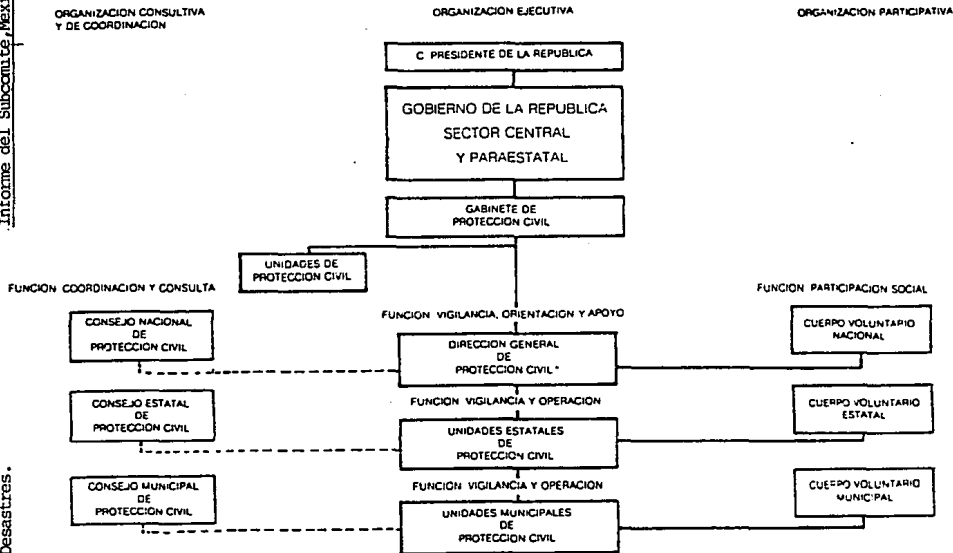 ORGANIZACION CONSULTIVA
Y DE COORDINACION
ORGANIZACION EJECUTIVA
ORGANIZACION PARTICIPATIVA
C PRESIDENTE DE LA REPUBLICA
GOBIERNO DE LA REPUBLICA
SECTOR CENTRAL
Y PARAESTATAL
GABINETE DE
PROTECCION CIVIL
UNIDADES DE
PROTECCION CIVIL
FUNCION COORDINACION Y CONSULTA
FUNCION VIGILANCIA, ORIENTACION Y APOYO
FUNCION PARTICIPACION SOCIAL
CONSEJO NACIONAL
DE
PROTECCION CIVIL
DIRECCION GENERAL
DE
PROTECCION CIVIL*
CUERPO VOLUNTARIO
NACIONAL
FUNCION VIGILANCIA Y OPERACION
CONSEJO ESTATAL
DE
PROTECCION CIVIL
UNIDADES ESTATALES
DE
PROTECCION CIVIL
CUERPO VOLUNTARIO
ESTATAL
FUNCION VIGILANCIA Y OPERACION
CONSEJO MUNICIPAL
DE
PROTECCION CIVIL
UNIDADES MUNICIPALES
DE
PROTECCION CIVIL
CUERPO VOLUNTARIO
MUNICIPAL
Informe del Subcomite,
Desastres.